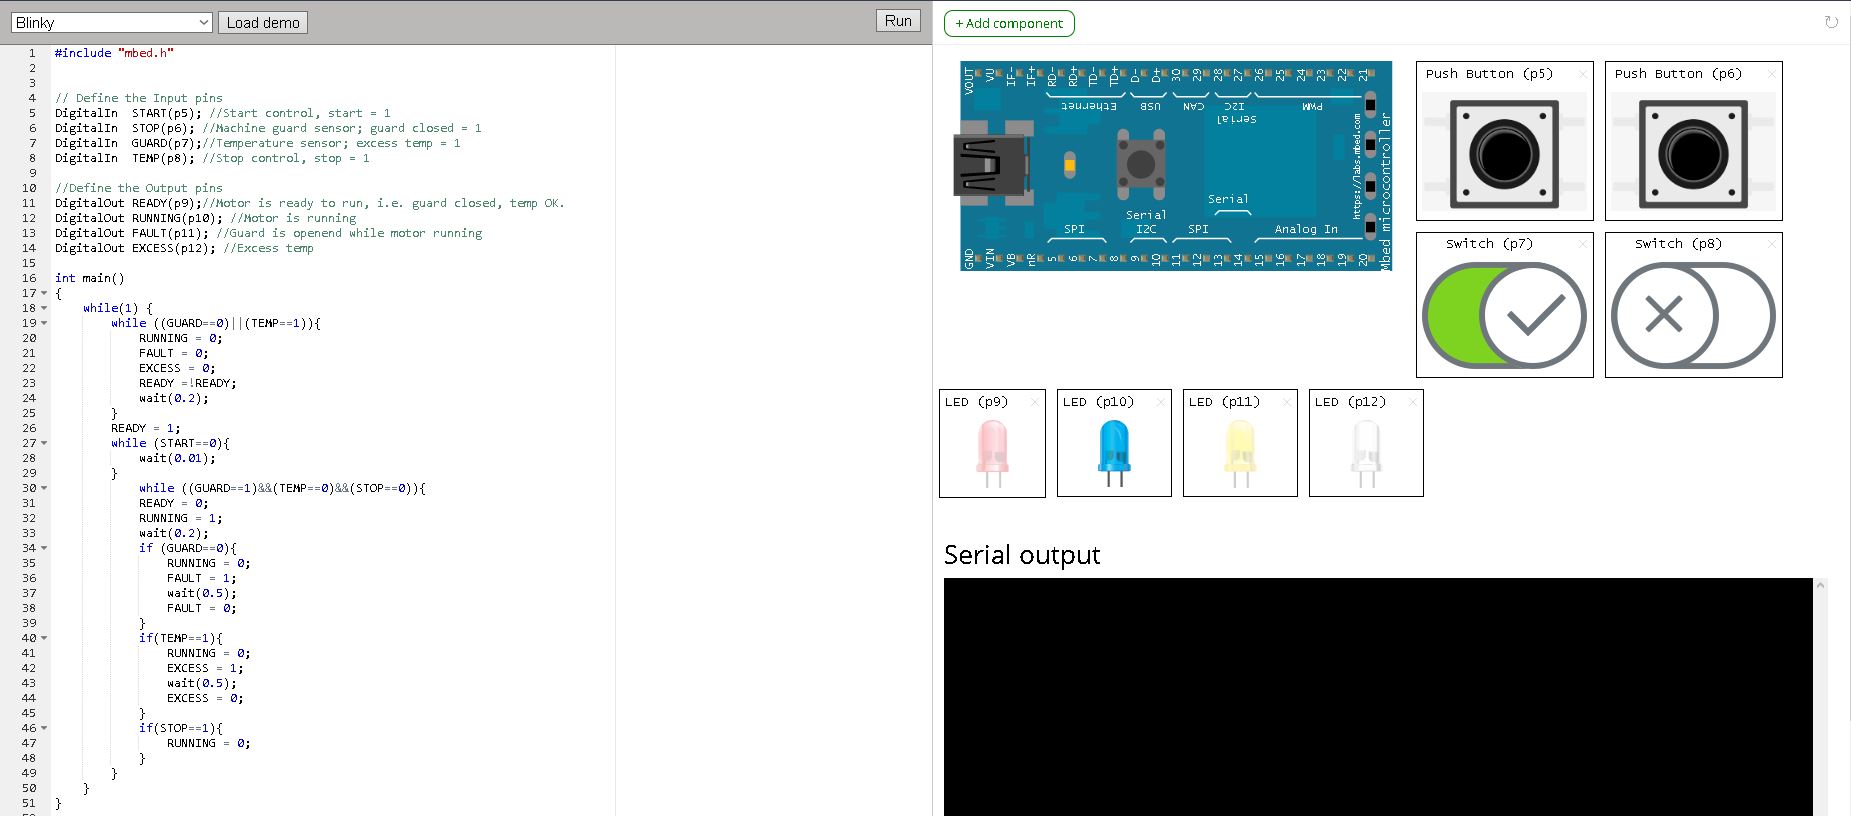 Blinky
Load demo
Run
1 #include "mbed.h"
2
3
4 // Define the Input pins
5 DigitalIn  START(p5); //Start control, start = 1
6 DigitalIn  STOP(p6); //Machine guard sensor; guard closed = 1
7 DigitalIn  GUARD(p7);//Temperature sensor; excess temp = 1
8 DigitalIn  TEMP(p8); //Stop control, stop = 1
9
10 //Define the Output pins
11 DigitalOut READY(p9);//Motor is ready to run, i.e. guard closed, temp OK.
12 DigitalOut RUNNING(p10); //Motor is running
13 DigitalOut FAULT(p11); //Guard is openend while motor running
14 DigitalOut EXCESS(p12); //Excess temp
15
16 int main()
17 {
18     while(1) {
19         while ((GUARD==0)||(TEMP==1)){
20             RUNNING = 0;
21             FAULT = 0;
22             EXCESS = 0;
23             READY =!READY;
24             wait(0.2);
25         }
26         READY = 1;
27         while (START==0){
28             wait(0.01);
29         }
30             while ((GUARD==1)&&(TEMP==0)&&(STOP==0)){
31             READY = 0;
32             RUNNING = 1;
33             wait(0.2);
34             if (GUARD==0){
35                 RUNNING = 0;
36                 FAULT = 1;
37                 wait(0.5);
38                 FAULT = 0;
39             }
40             if(TEMP==1){
41                 RUNNING = 0;
42                 EXCESS = 1;
43                 wait(0.5);
44                 EXCESS = 0;
45             }
46             if(STOP==1){
47                 RUNNING = 0;
48             }
49         }
50     }
51 }
+ Add component
VOUT VU IF- IF+ RD- RD+ TD- TD+ D- D+ 30 29 28 27 26 25 24 23 22 21
Ethernet USB CAN I2C PWM
Serial
https://labs.mbed.com
Mbed microcontroller
Serial
Serial
SPI I2C SPI Analog In
GND VIN VB nR 5 6 7 8 9 10 11 12 13 14 15 16 17 18 19 20
Push Button (p5)
Push Button (p6)
Switch (p7)
Switch (p8)
LED (p9)
LED (p10)
LED (p11)
LED (p12)
Serial output